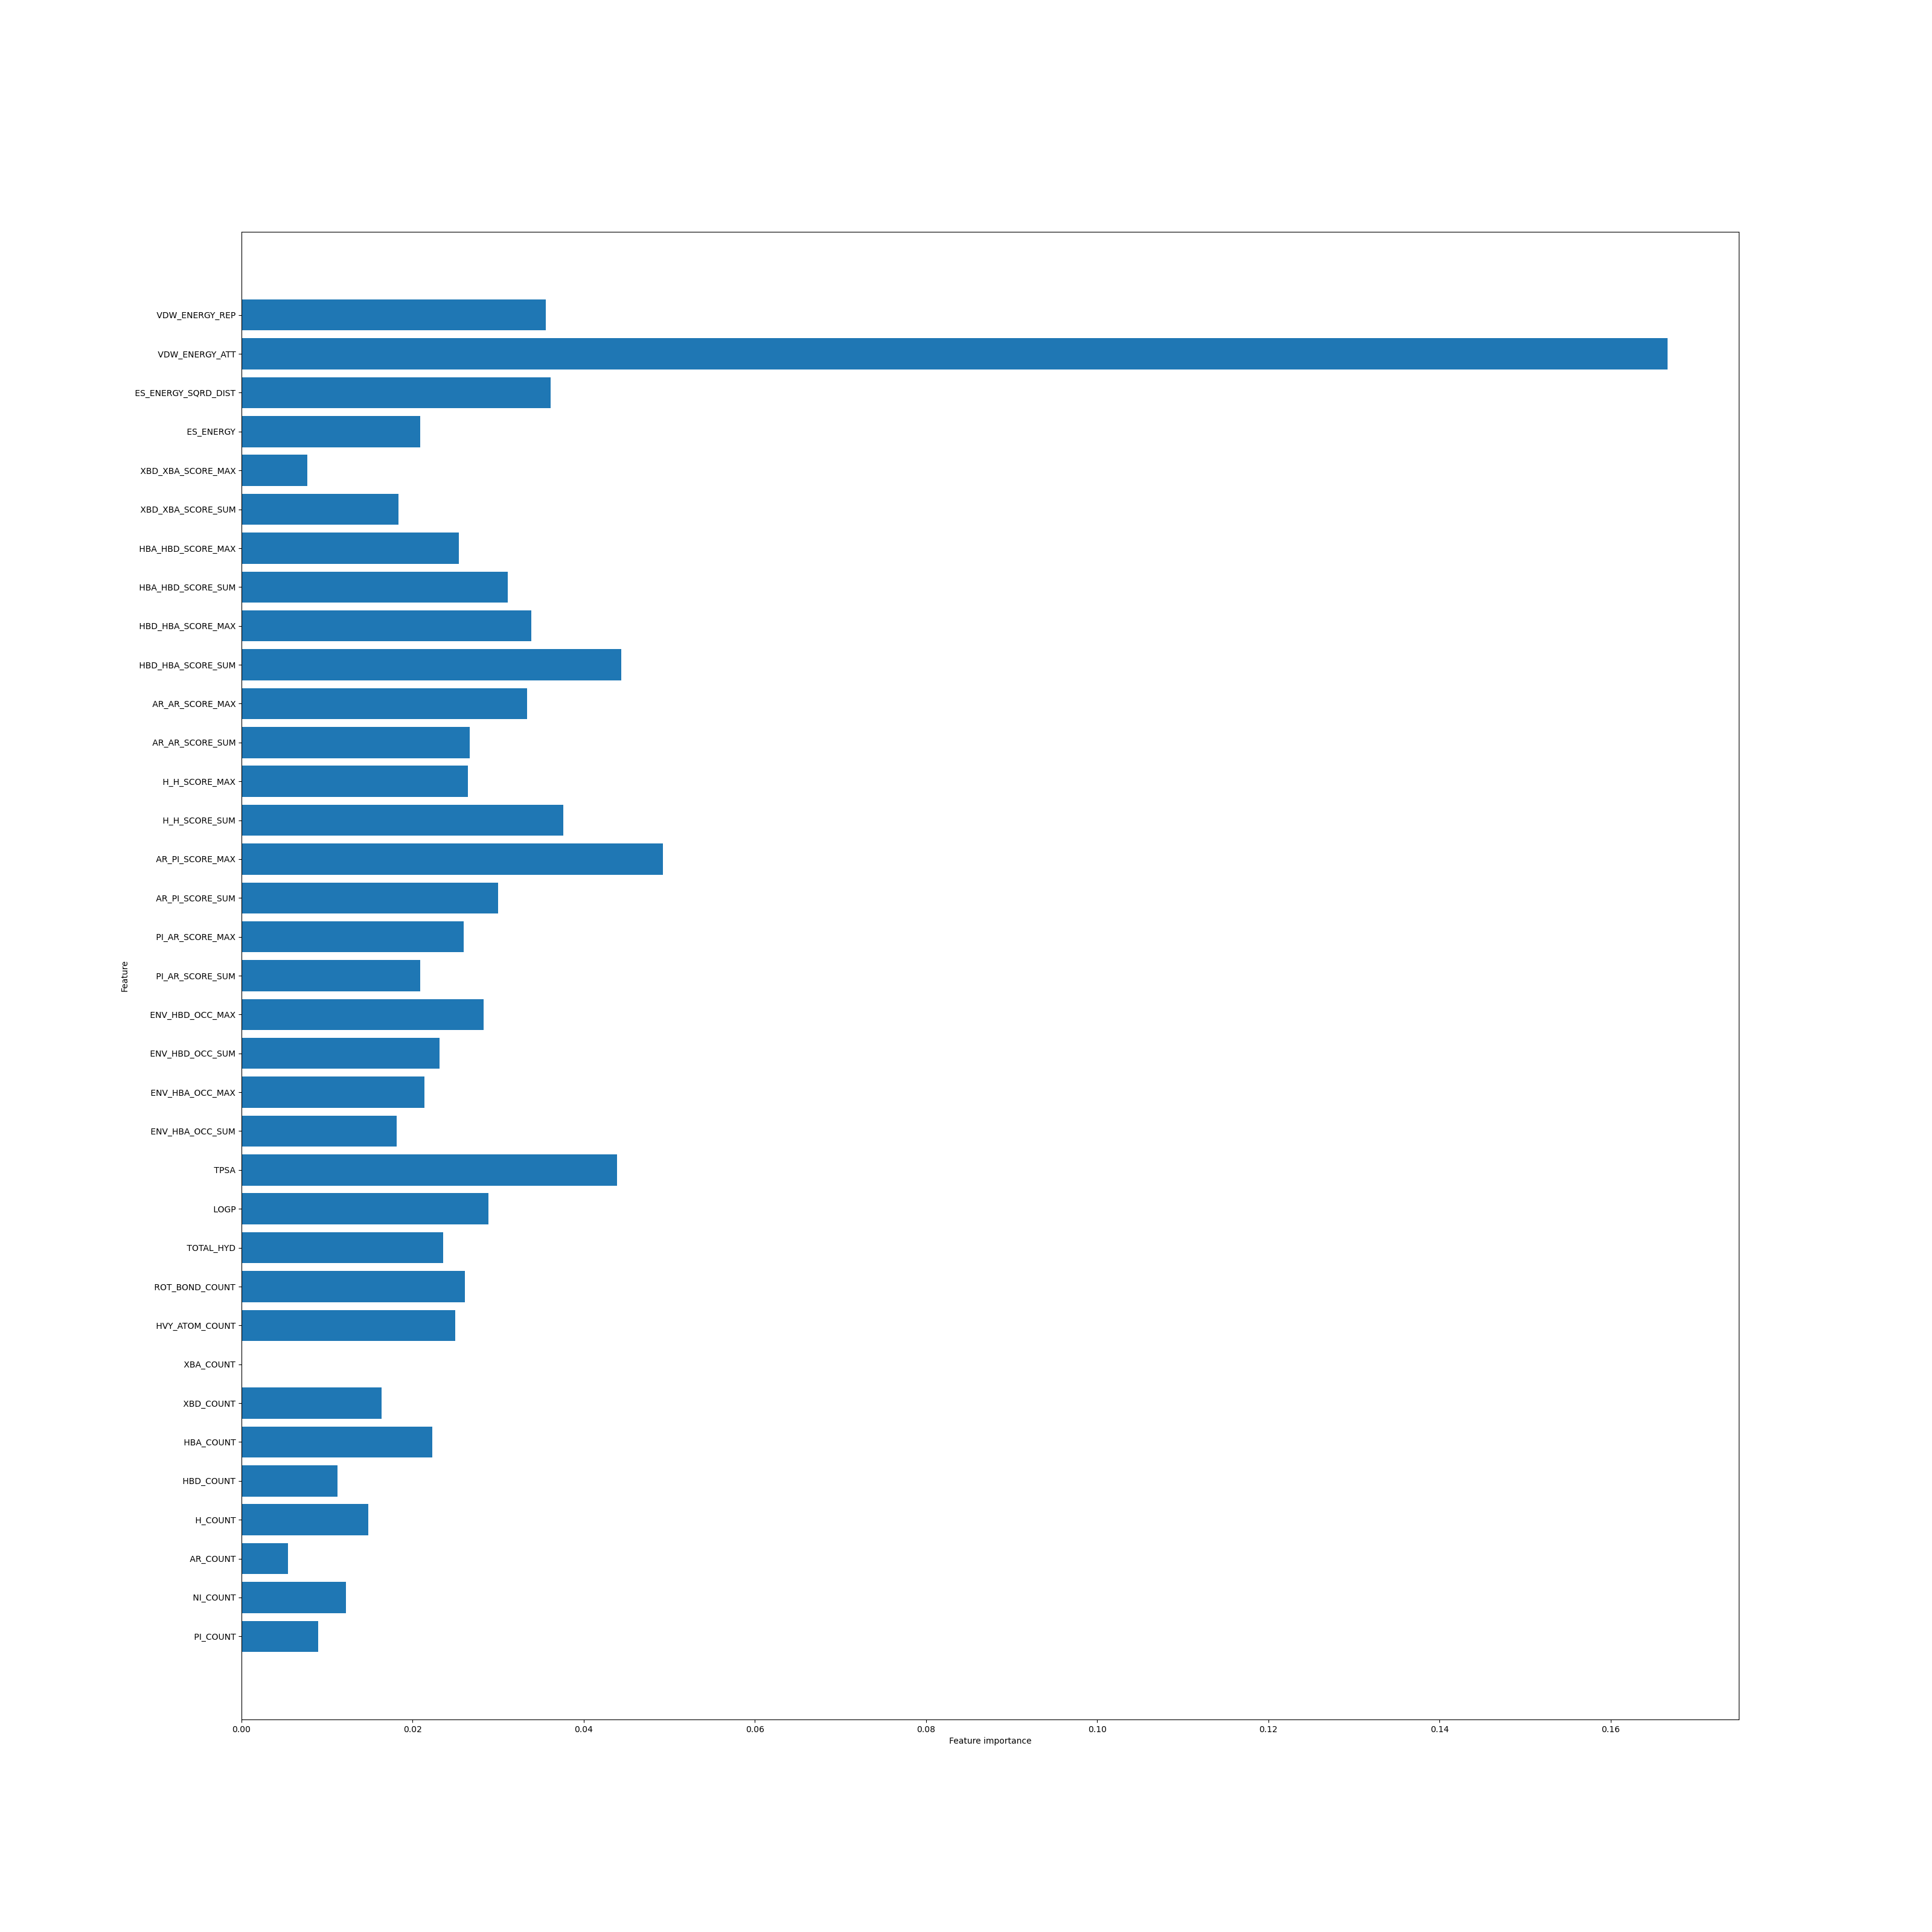 VDW_ENERGY_REP
VDW_ENERGY_ATT
ES_ENERGY_SQRD_DIST
ES_ENERGY
XBD_XBA_SCORE_MAX
XBD_XBA_SCORE_SUM
HBA_HBD_SCORE_MAX
HBA_HBD_SCORE_SUM
HBD_HBA_SCORE_MAX
HBD_HBA_SCORE_SUM
AR_AR_SCORE_MAX
AR_AR_SCORE_SUM
H_H_SCORE_MAX
H_H_SCORE_SUM
AR_PI_SCORE_MAX
AR_PI_SCORE_SUM
PI_AR_SCORE_MAX
PI_AR_SCORE_SUM
ENV_HBD_OCC_MAX
ENV_HBD_OCC_SUM
ENV_HBA_OCC_MAX
ENV_HBA_OCC_SUM
TPSA
LOGP
TOTAL_HYD
ROT_BOND_COUNT
HVY_ATOM_COUNT
XBA_COUNT
XBD_COUNT
HBA_COUNT
HBD_COUNT
H_COUNT
AR_COUNT
NI_COUNT
PI_COUNT
Feature
0.00 0.02 0.04 0.06 0.08 0.10 0.12 0.14 0.16
Feature importance